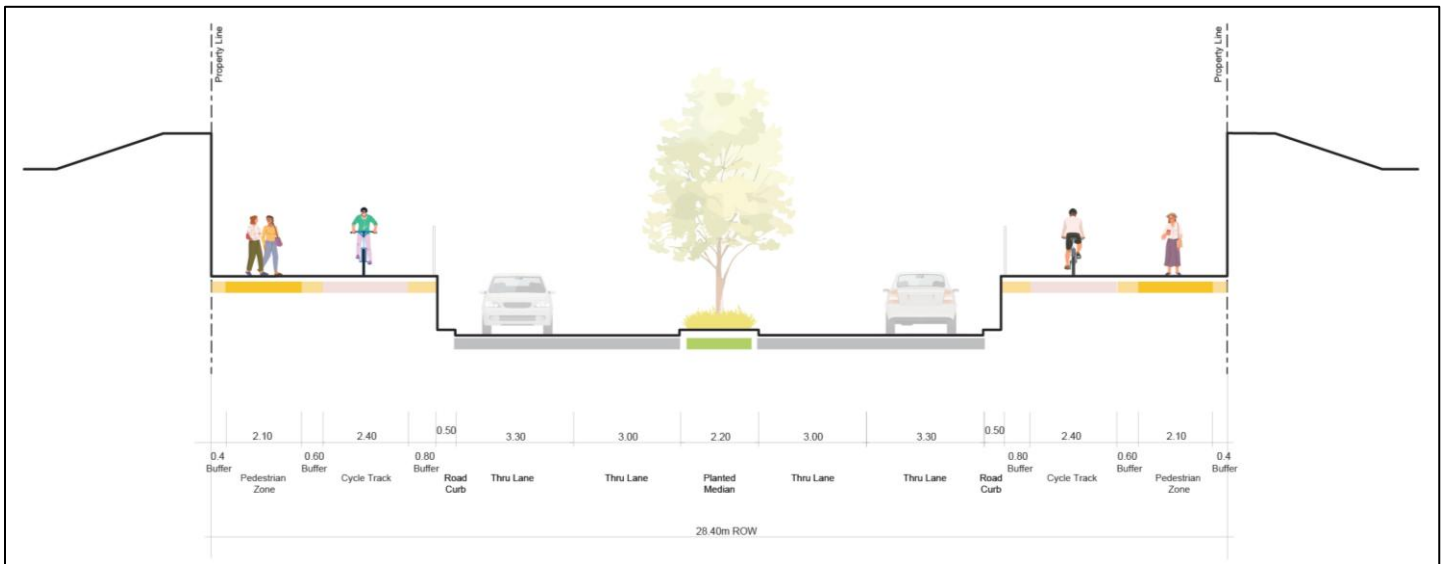 Property Line
Property Line
2.10
2.40
0.50
3.30
3.00
2.20
3.00
3.30
0.50
2.40
2.10
0.4
Buffer
Pedestrian
Zone
0.60
Buffer
Cycle Track
0.80
Buffer
Road
Curb
Thru Lane
Thru Lane
Planted
Median
Thru Lane
Thru Lane
Road
Curb
0.80
Buffer
Cycle Track
0.60
Buffer
Pedestrian
Zone
0.4
Buffer
28.40m ROW